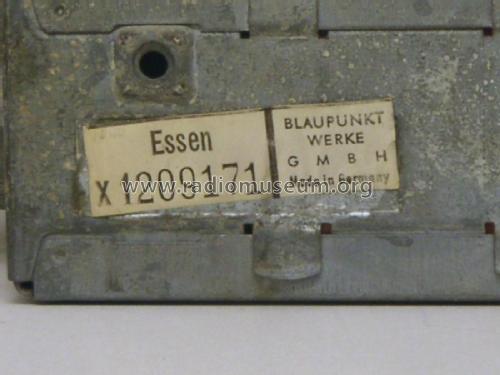 Essen
X 1209171
BLAUPUNKT
WERKE
G M B H
Made in Germany
www.radiomuseum.org